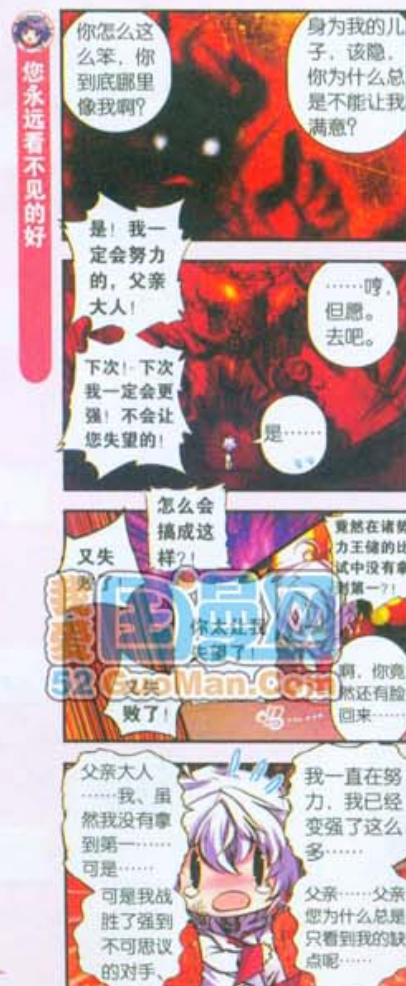 您永远看不见的好
身为我的儿
子，该隐，
你为什么总
是不能让我
满意？
你怎么这
么笨，你
到底哪里
像我啊？
是！我一
定会努力
的，父亲
大人！
……哼，
但愿。
去吧。
下次！下次
我一定会更
强！不会让
您失望的！
是……
竟然在诸势
力王储的比
试中没有拿
到第一？！
怎么会
搞成这
样？！
又失
败了！
你太让我
失望了！
啊，你竟
然还有脸
回来……
又失
败了！
52GuoMan.Com
我一直在努
力，我已经
变强了这么
多……
父亲……父亲
您为什么总是
只看到我的缺
点呢……
父亲大人
……我、虽
然我没有拿
到第一……
可是……
可是我战
胜了强到
不可思议
的对手、